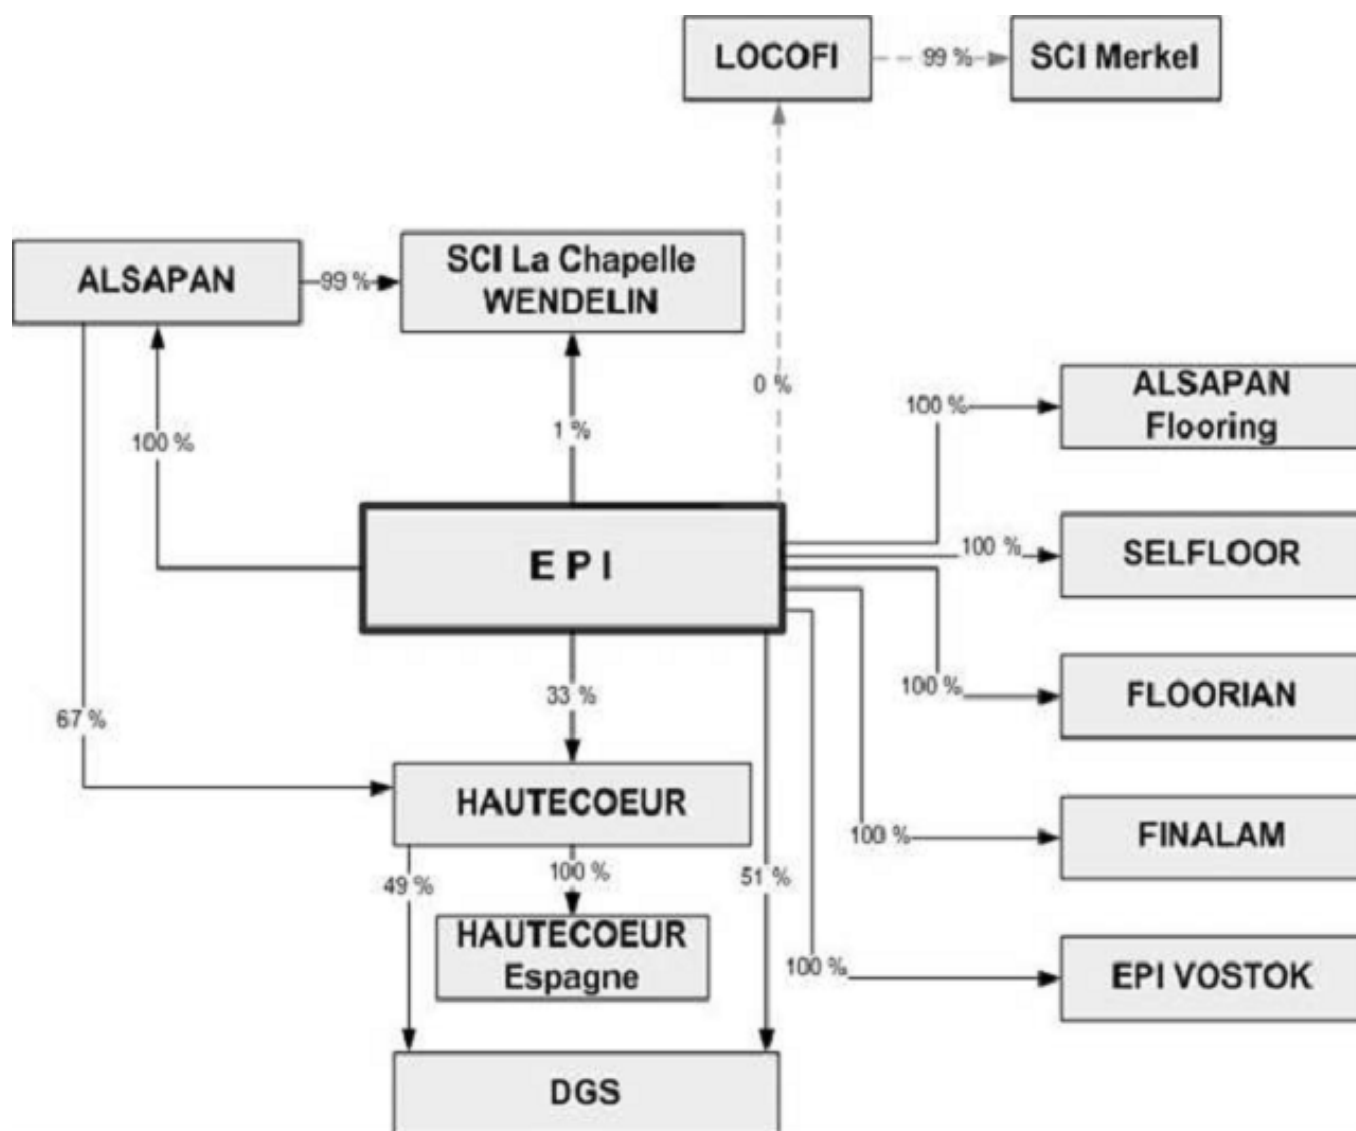 LOCOFI
99 %
SCI Merkel
ALSAPAN
99 %
SCI La Chapelle
WENDELIN
0 %
100 %
1 %
100 %
ALSAPAN
Flooring
E P I
100 %
SELFLOOR
33 %
100 %
FLOORIAN
67 %
HAUTECOEUR
100 %
FINALAM
49 %
100 %
51 %
HAUTECOEUR
Espagne
100 %
EPI VOSTOK
DGS